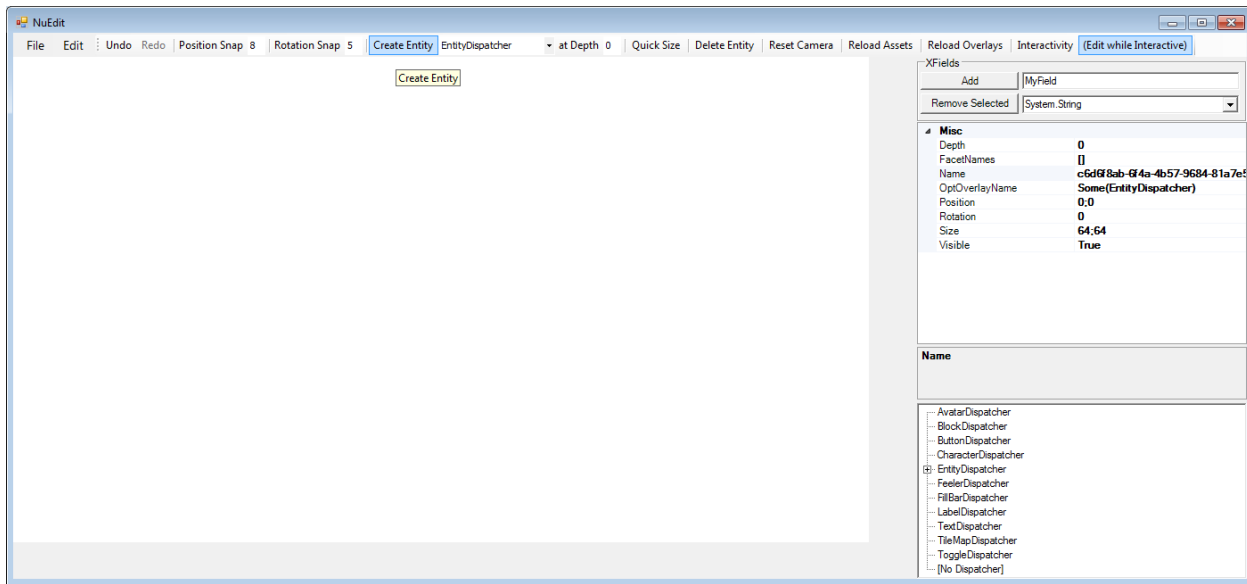 NuEdit
File Edit Undo Redo Position Snap 8 Rotation Snap 5 Create Entity EntityDispatcher at Depth 0 Quick Size Delete Entity Reset Camera Reload Assets Reload Overlays Interactivity (Edit while Interactive)
Create Entity
XFields
Add MyField
Remove Selected System.String
Misc
Depth 0
FacetNames []
Name c6d6f8ab-6f4a-4b57-9684-81a7e5
OptOverlayName Some(EntityDispatcher)
Position 0;0
Rotation 0
Size 64;64
Visible True
Name
AvatarDispatcher
BlockDispatcher
ButtonDispatcher
CharacterDispatcher
EntityDispatcher
FeelerDispatcher
FillBarDispatcher
LabelDispatcher
TextDispatcher
TileMapDispatcher
ToggleDispatcher
[No Dispatcher]